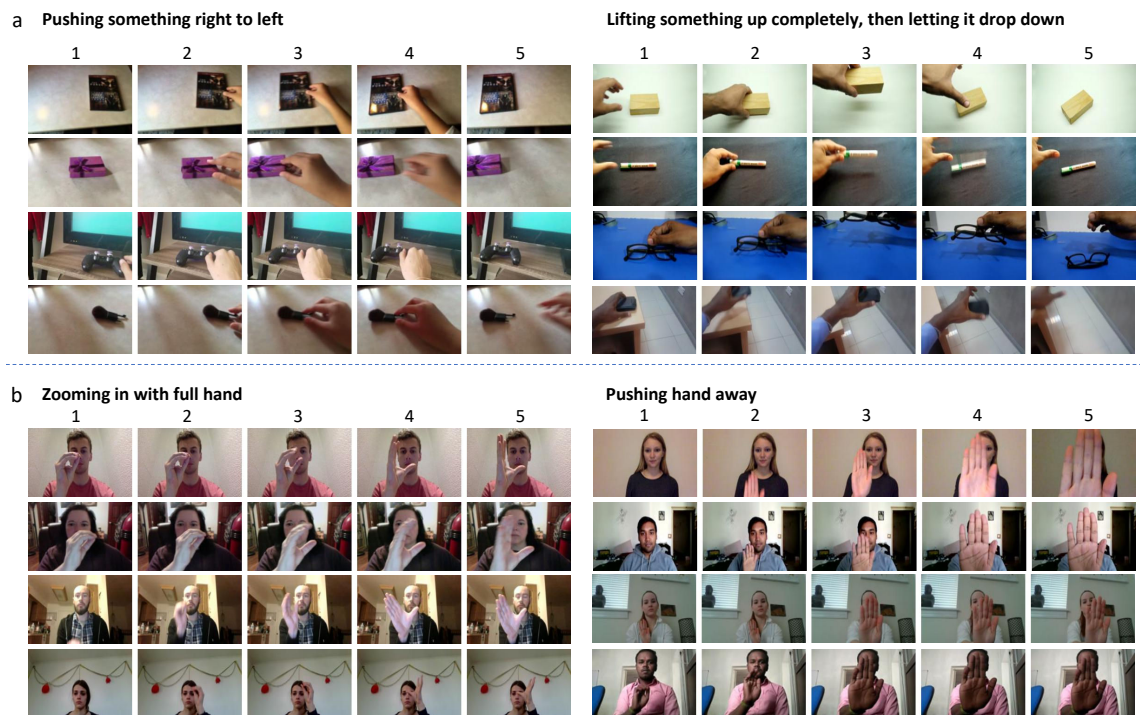 a Pushing something right to left
1 2 3 4 5
Lifting something up completely, then letting it drop down
1 2 3 4 5
b Zooming in with full hand
1 2 3 4 5
Pushing hand away
1 2 3 4 5